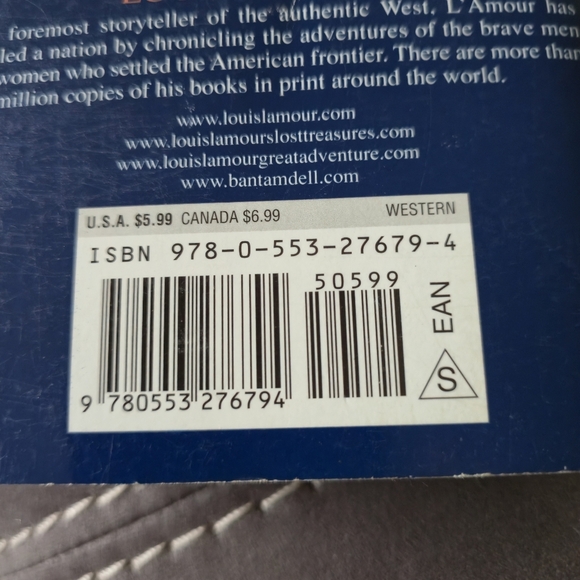 foremost storyteller of the authentic West, L'Amour has
led a nation by chronicling the adventures of the brave men
women who settled the American frontier. There are more than
million copies of his books in print around the world.
www.louislamour.com
www.louislamourslosttreasures.com
www.louislamourgreatadventure.com
www.bantamdell.com
U.S.A. $5.99 CANADA $6.99 WESTERN
ISBN 978-0-553-27679-4
50599
EAN
S
9 780553 276794